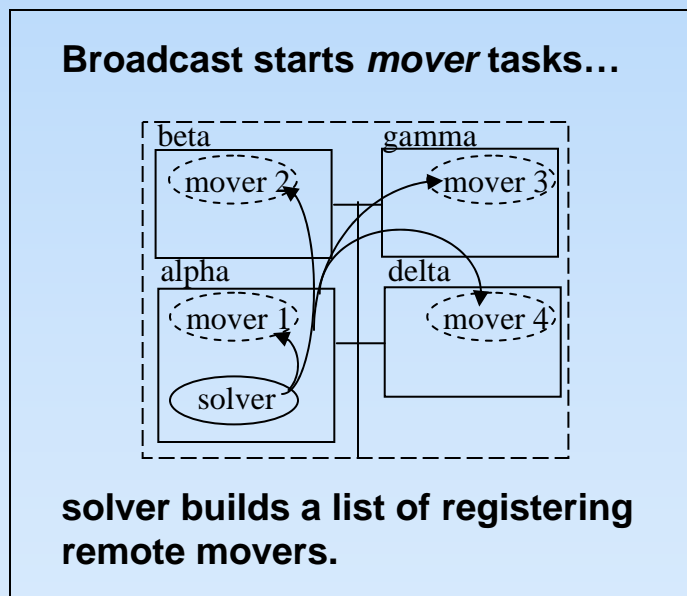 Broadcast starts mover tasks…
beta
gamma
mover 2
mover 3
alpha
delta
mover 1
mover 4
solver
solver builds a list of registering
remote movers.